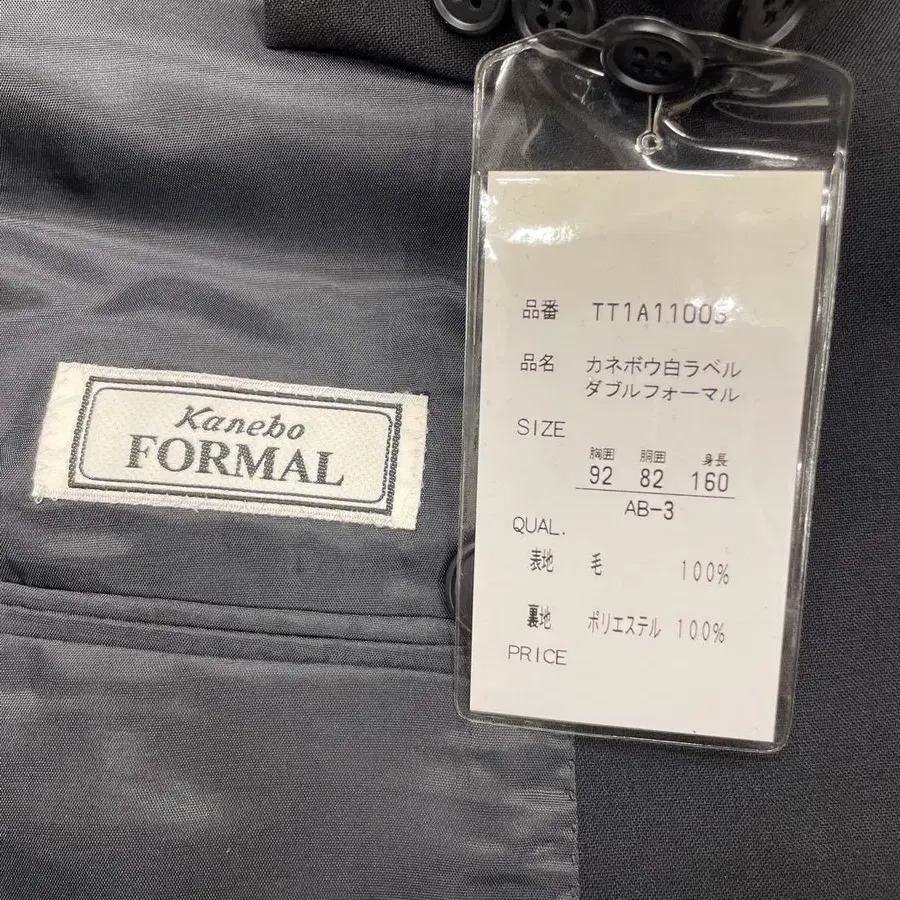 Kanebo
FORMAL
品番 TT1A11003
品名 カネボウ白ラベル
ダブルフォーマル
SIZE
胸囲 胴囲 身長
92 82 160
AB-3
QUAL.
表地 毛 100%
裏地 ポリエステル 100%
PRICE